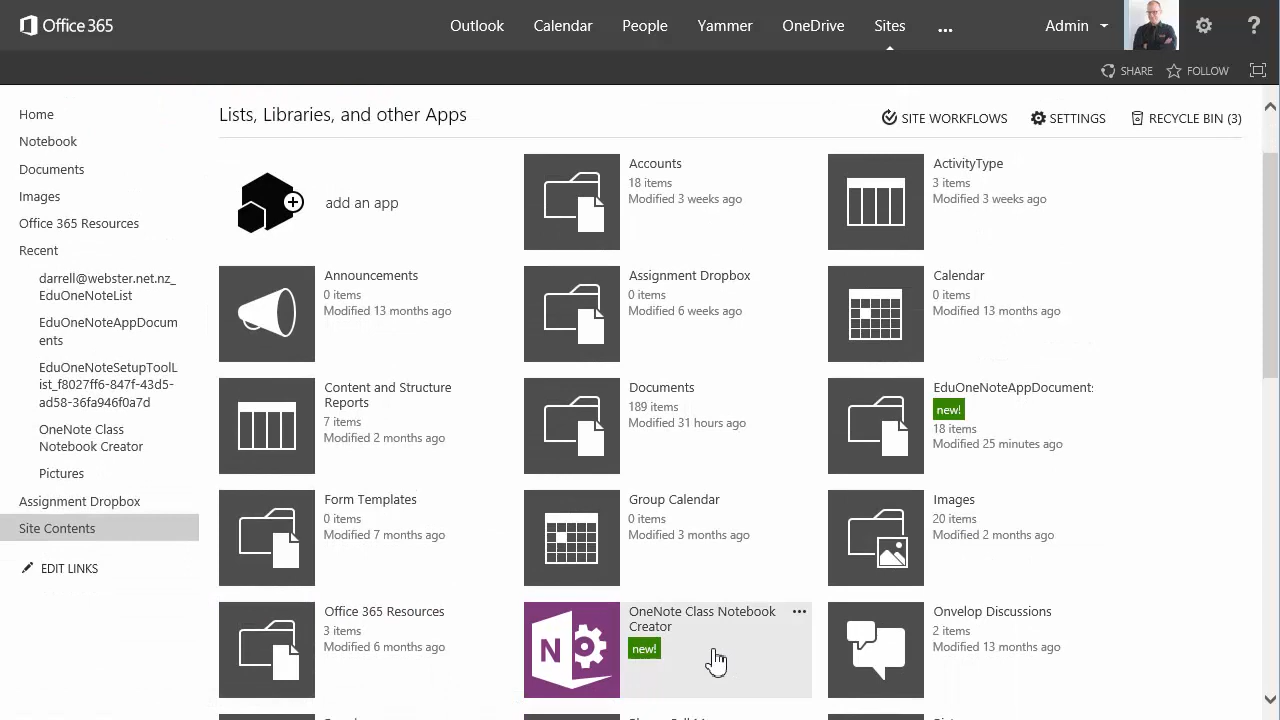 Office 365
Outlook Calendar People Yammer OneDrive Sites ... Admin ?
SHARE FOLLOW
Home
Notebook
Documents
Images
Office 365 Resources
Recent
darrell@webster.net.nz_
EduOneNoteList
EduOneNoteAppDocum
ents
EduOneNoteSetupToolL
ist_f8027ff6-847f-43d5-
ad58-36fa946f0a7d
OneNote Class
Notebook Creator
Pictures
Assignment Dropbox
Site Contents
EDIT LINKS
Lists, Libraries, and other Apps
SITE WORKFLOWS SETTINGS RECYCLE BIN (3)
add an app
Accounts
18 items
Modified 3 weeks ago
ActivityType
3 items
Modified 3 weeks ago
Announcements
0 items
Modified 13 months ago
Assignment Dropbox
0 items
Modified 6 weeks ago
Calendar
0 items
Modified 13 months ago
Content and Structure
Reports
7 items
Modified 2 months ago
Documents
189 items
Modified 31 hours ago
EduOneNoteAppDocuments
new!
18 items
Modified 25 minutes ago
Form Templates
0 items
Modified 7 months ago
Group Calendar
0 items
Modified 3 months ago
Images
20 items
Modified 2 months ago
Office 365 Resources
3 items
Modified 6 months ago
N
OneNote Class Notebook ...
Creator
new!
Onvelop Discussions
2 items
Modified 13 months ago